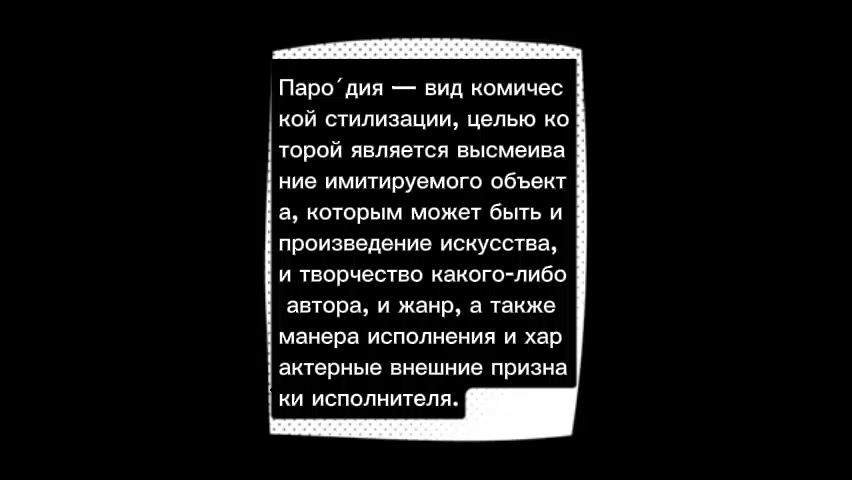 Паро´дия — вид комичес
кой стилизации, целью ко
торой является высмеива
ние имитируемого объект
а, которым может быть и
произведение искусства,
и творчество какого-либо
автора, и жанр, а также
манера исполнения и хар
актерные внешние призна
ки исполнителя.